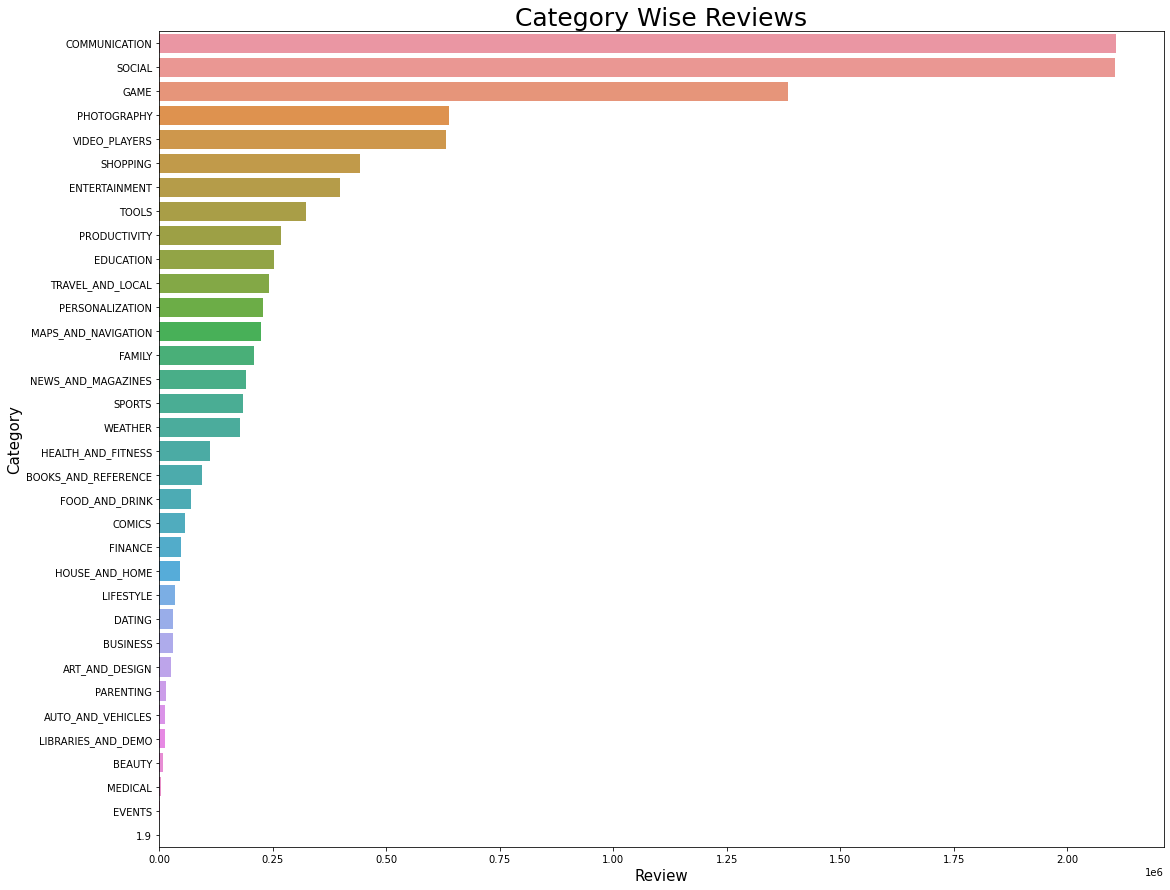 Category Wise Reviews
Category
COMMUNICATION
SOCIAL
GAME
PHOTOGRAPHY
VIDEO_PLAYERS
SHOPPING
ENTERTAINMENT
TOOLS
PRODUCTIVITY
EDUCATION
TRAVEL_AND_LOCAL
PERSONALIZATION
MAPS_AND_NAVIGATION
FAMILY
NEWS_AND_MAGAZINES
SPORTS
WEATHER
HEALTH_AND_FITNESS
BOOKS_AND_REFERENCE
FOOD_AND_DRINK
COMICS
FINANCE
HOUSE_AND_HOME
LIFESTYLE
DATING
BUSINESS
ART_AND_DESIGN
PARENTING
AUTO_AND_VEHICLES
LIBRARIES_AND_DEMO
BEAUTY
MEDICAL
EVENTS
1.9
0.00 0.25 0.50 0.75 1.00 1.25 1.50 1.75 2.00
1e6
Review